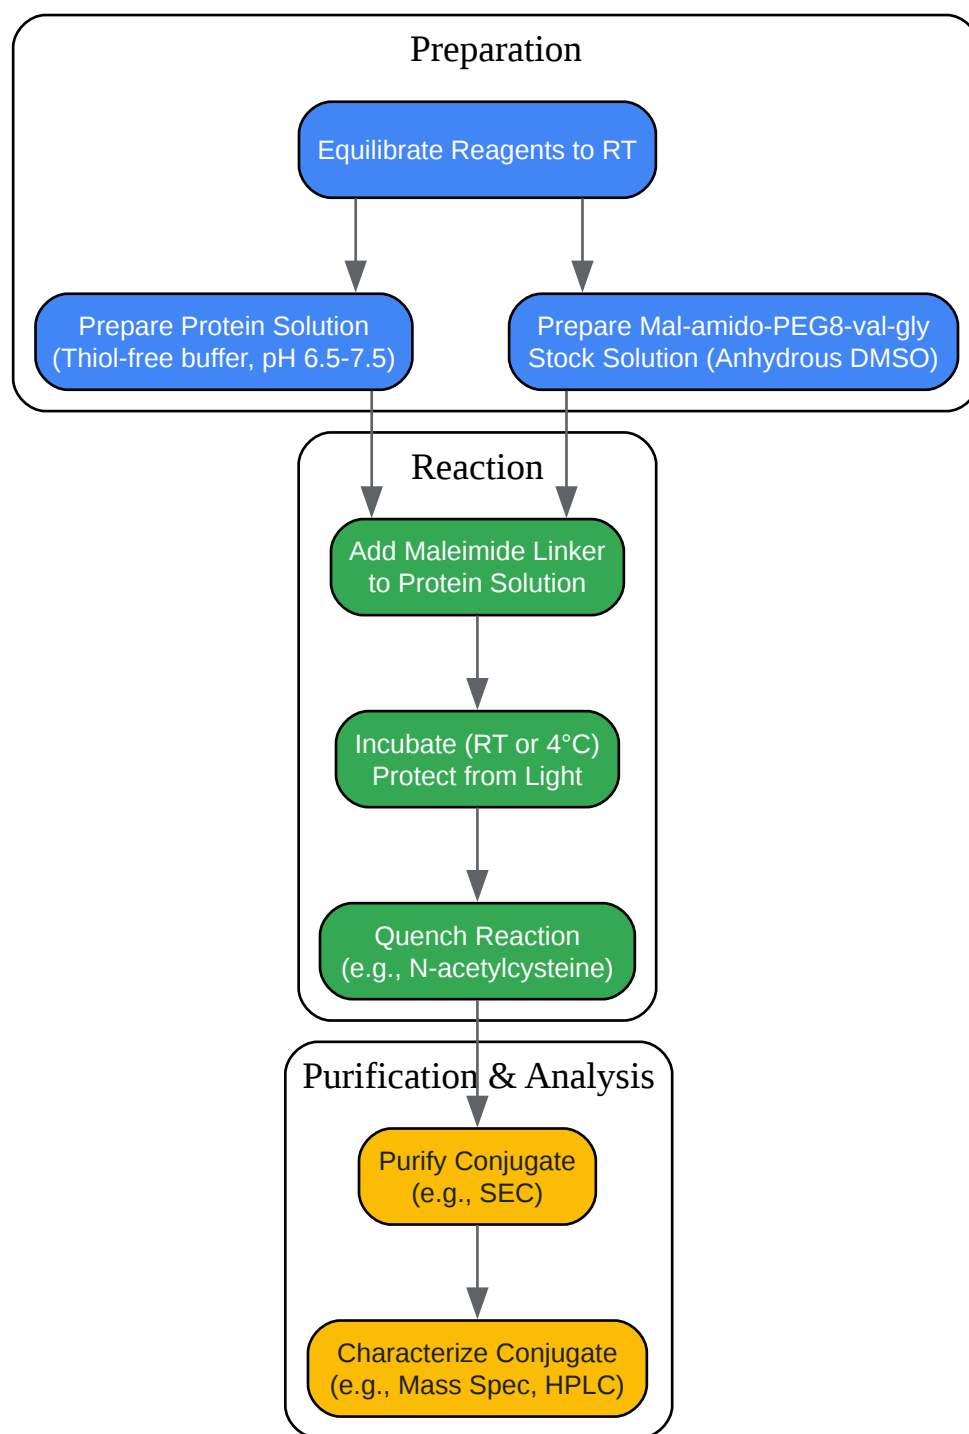 Preparation
Equilibrate Reagents to RT
Prepare Protein Solution
(Thiol-free buffer, pH 6.5-7.5)
Prepare Mal-amido-PEG8-val-gly
Stock Solution (Anhydrous DMSO)
Reaction
Add Maleimide Linker
to Protein Solution
Incubate (RT or 4°C)
Protect from Light
Quench Reaction
(e.g., N-acetylcysteine)
Purification & Analysis
Purify Conjugate
(e.g., SEC)
Characterize Conjugate
(e.g., Mass Spec, HPLC)